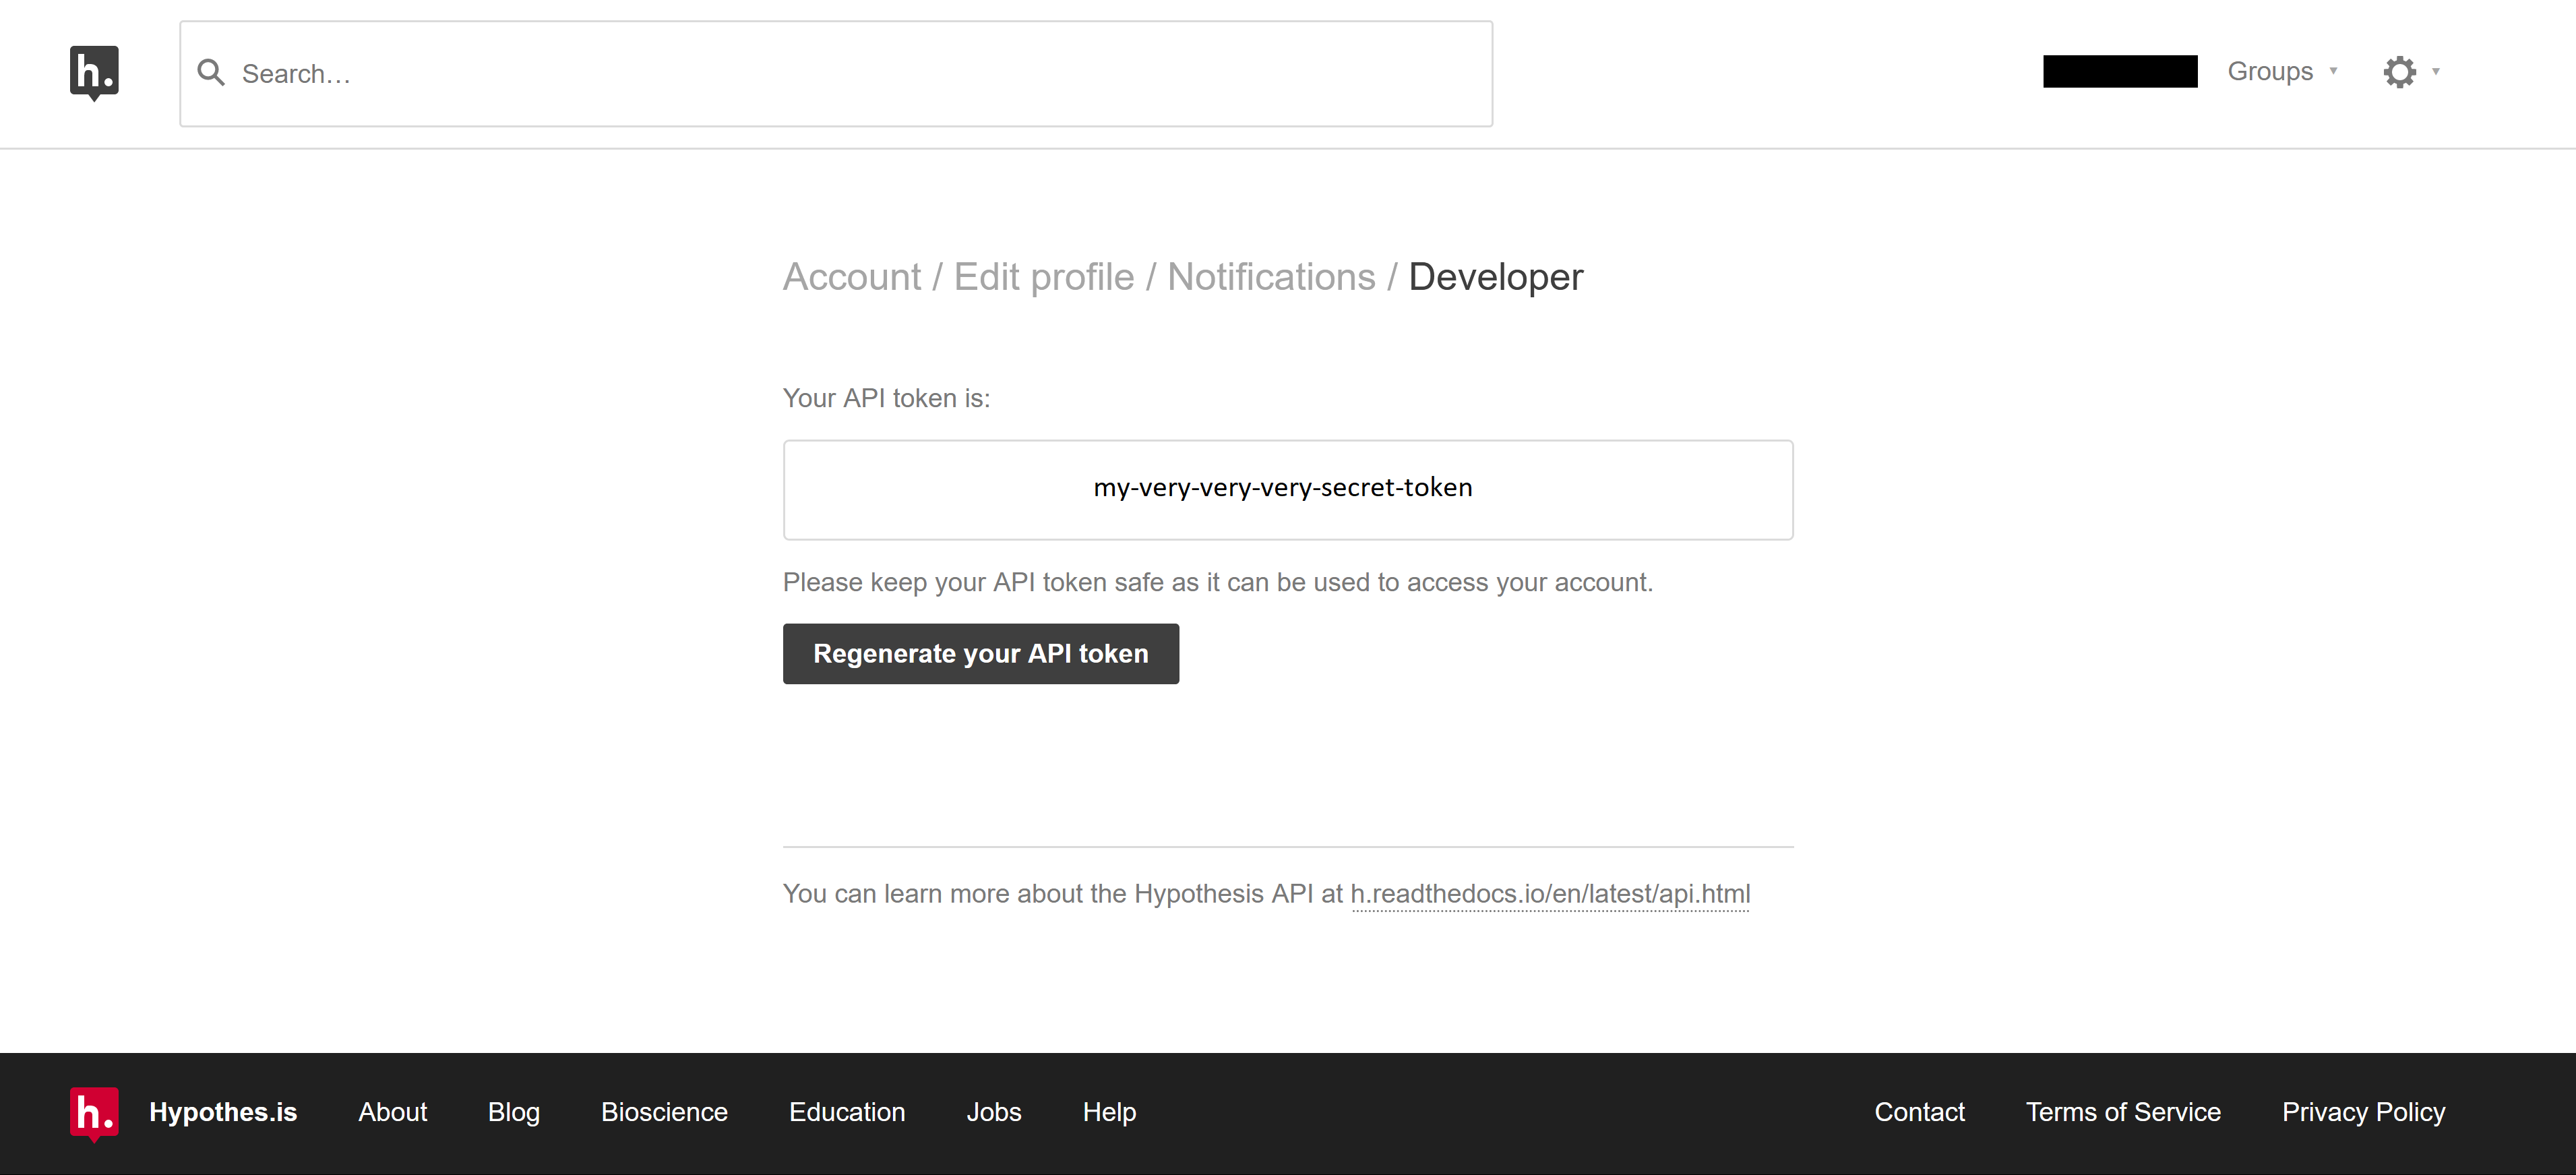 h.
Search…
Groups
Account / Edit profile / Notifications / Developer
Your API token is:
my-very-very-very-secret-token
Please keep your API token safe as it can be used to access your account.
Regenerate your API token
You can learn more about the Hypothesis API at h.readthedocs.io/en/latest/api.html
h. Hypothes.is About Blog Bioscience Education Jobs Help Contact Terms of Service Privacy Policy